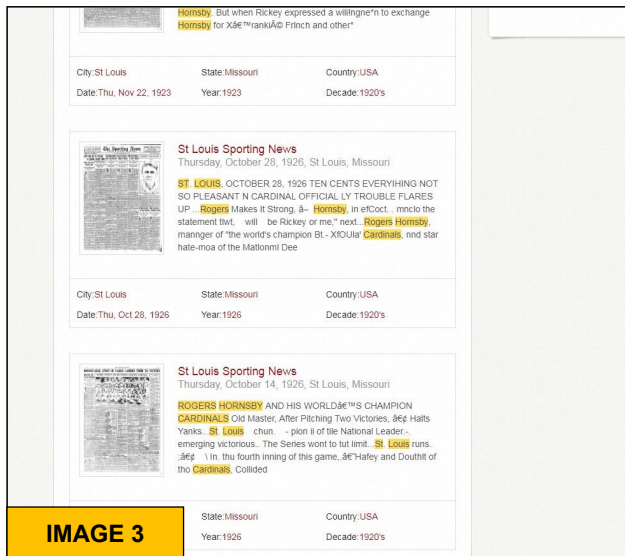 Hornsby. But when Rickey expressed a willfngne*n to exchange
Hornsby for Xâ€™rankiÂ© Frlnch and other*
City:St Louis State:Missouri Country:USA
Date:Thu, Nov 22, 1923 Year:1923 Decade:1920's
The Sporting News
St Louis Sporting News
Thursday, October 28, 1926, St Louis, Missouri
ST. LOUIS, OCTOBER 28, 1926 TEN CENTS EVERYIHING NOT
SO PLEASANT N CARDINAL OFFICIAL LY TROUBLE FLARES
UP ...Rogers Makes It Strong, â– Hornsby, in efCoct. , mnclo the
statement tlwt, will be Rickey or me," next...Rogers Hornsby,
mannger of "the world's champion Bt.- XfOUla' Cardinals, nnd star
hate-moa of the Matlonml Dee
City:St Louis State:Missouri Country:USA
Date:Thu, Oct 28, 1926 Year:1926 Decade:1920's
St Louis Sporting News
Thursday, October 14, 1926, St Louis, Missouri
ROGERS HORNSBY AND HIS WORLDâ€™S CHAMPION
CARDINALS Old Master, After Pitching Two Victories, â€¢ Halts
Yanks...St. Louis chun. - pion ii of tile National Leader.-.
emerging victorious.. The Series wont to tut limit...St. Louis runs.
;â€¢ \ In. thu fourth inning of this game,.â€˜Hafey and Douthlt of
tho Cardinals, Collided
State:Missouri Country:USA
Year:1926 Decade:1920's
IMAGE 3